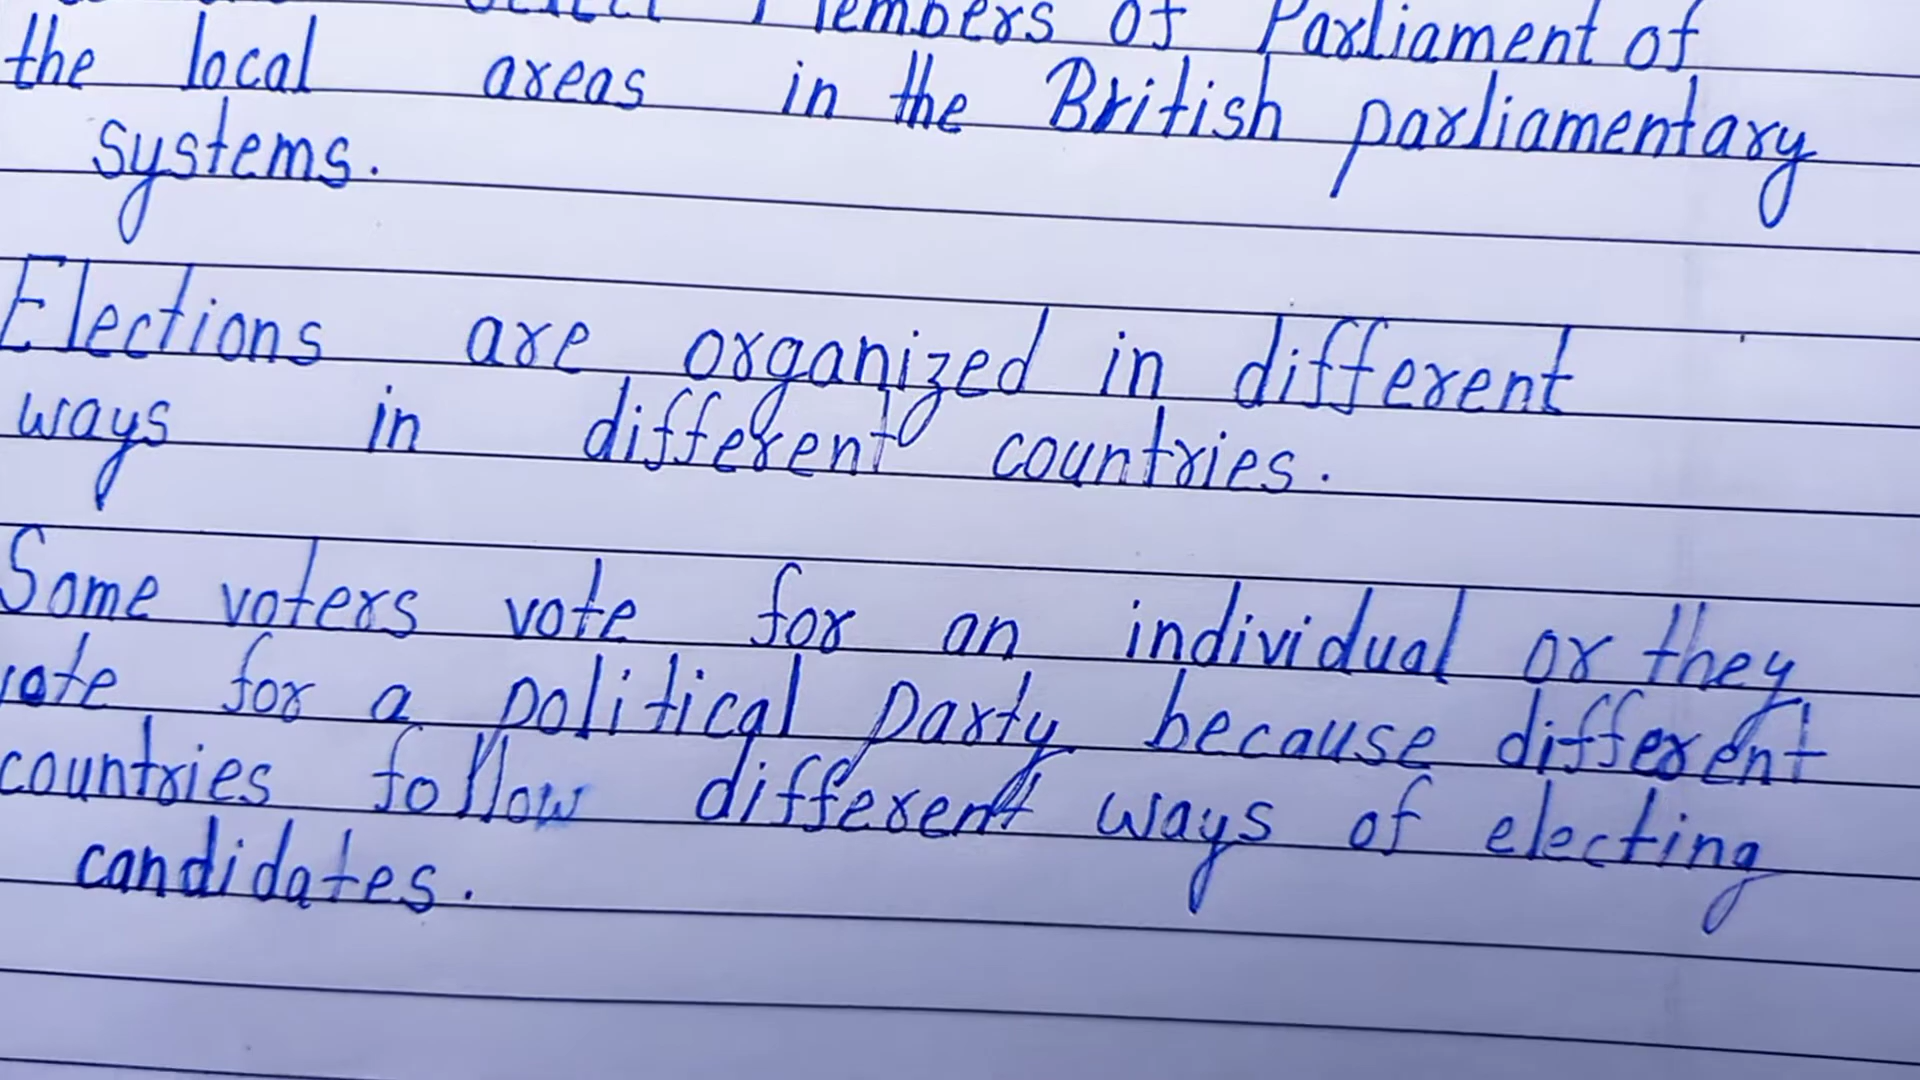 Members of Parliament of
the local areas in the British parliamentary
systems.
Elections are organized in different
ways in different countries.
Some voters vote for an individual or they
vote for a political party because different
countries follow different ways of electing
candidates.